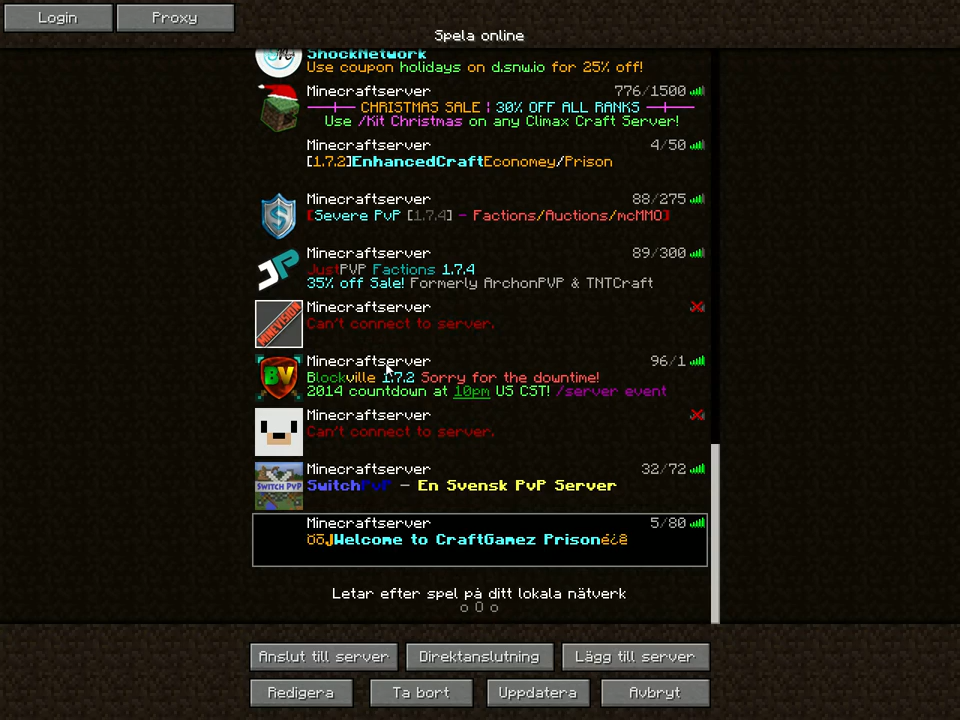 Login
Proxy
Spela online
ShockNetwork
Use coupon holidays on d.snw.io for 25% off!
Minecraftserver
776/1500
CHRISTMAS SALE ¦ 30% OFF ALL RANKS
Use /Kit Christmas on any Climax Craft Server!
Minecraftserver
4/50
[1.7.2]EnhancedCraftEconomey/Prison
Minecraftserver
88/275
[Severe PvP [1.7.4] - Factions/Auctions/mcMMO]
Minecraftserver
89/300
JustPVP Factions 1.7.4
35% off Sale! Formerly ArchonPVP & TNTCraft
MINEVISION
Minecraftserver
Can't connect to server.
BV
Minecraftserver
96/1
Blockville 1.7.2 Sorry for the downtime!
2014 countdown at 10pm US CST! /server event
Minecraftserver
Can't connect to server.
SWITCH PVP
Minecraftserver
32/72
SwitchPvP - En Svensk PvP Server
Minecraftserver
5/80
öõJWelcome to CraftGamez Prisoné¿ê
Letar efter spel på ditt lokala nätverk
o O o
Anslut till server
Direktanslutning
Lägg till server
Redigera
Ta bort
Uppdatera
Avbryt